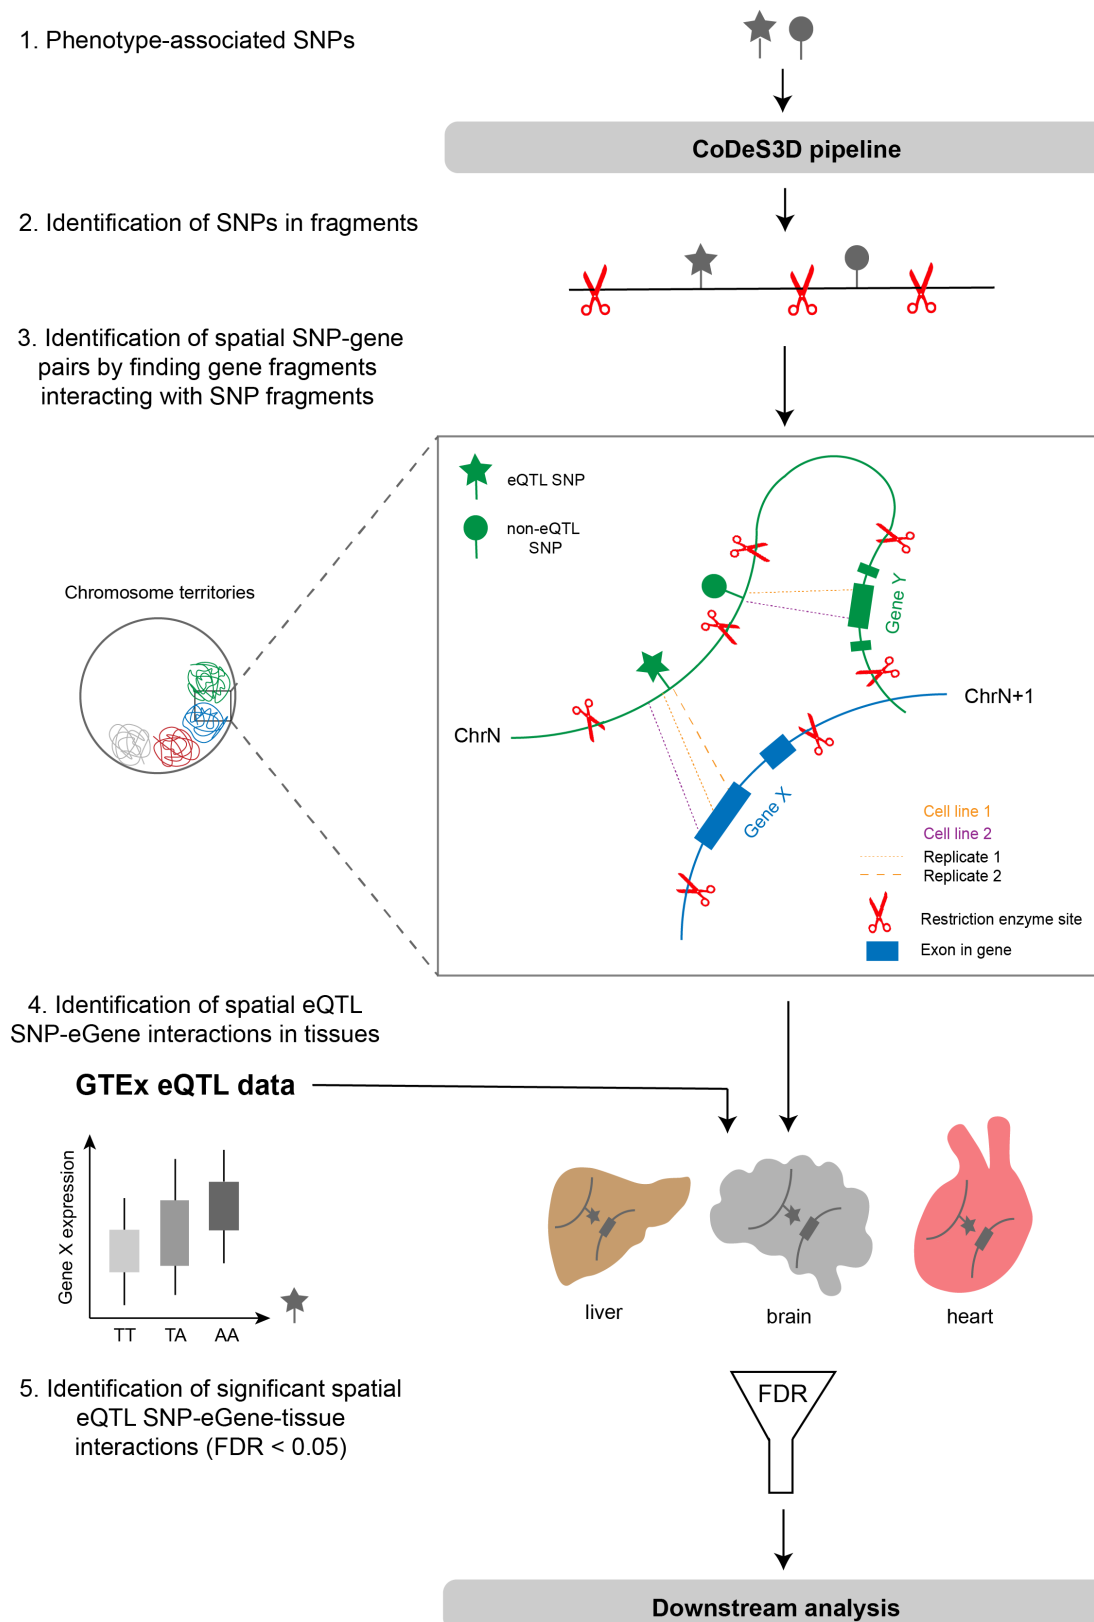 1. Phenotype-associated SNPs
CoDeS3D pipeline
2. Identification of SNPs in fragments
3. Identification of spatial SNP-gene
pairs by finding gene fragments
interacting with SNP fragments
eQTL SNP
non-eQTL
SNP
Chromosome territories
Gene Y
ChrN
ChrN+1
Gene X
Cell line 1
Cell line 2
Replicate 1
Replicate 2
Restriction enzyme site
Exon in gene
4. Identification of spatial eQTL
SNP-eGene interactions in tissues
GTEx eQTL data
Gene X expression
TT TA AA
liver
brain
heart
5. Identification of significant spatial
eQTL SNP-eGene-tissue
interactions (FDR < 0.05)
FDR
Downstream analysis